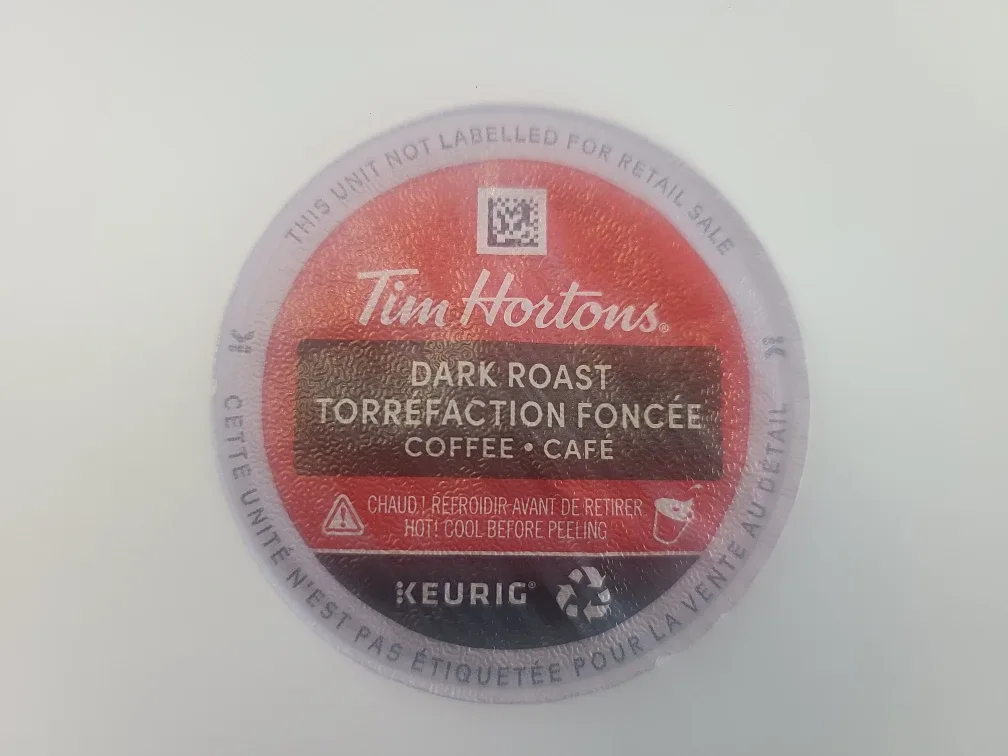 THIS UNIT NOT LABELLED FOR RETAIL SALE
Tim Hortons®
DARK ROAST
TORRÉFACTION FONCÉE
COFFEE • CAFÉ
CHAUD! REFROIDIR AVANT DE RETIRER
HOT! COOL BEFORE PEELING
KEURIG®
CETTE UNITÉ N'EST PAS ÉTIQUETÉE POUR LA VENTE AU DÉTAIL